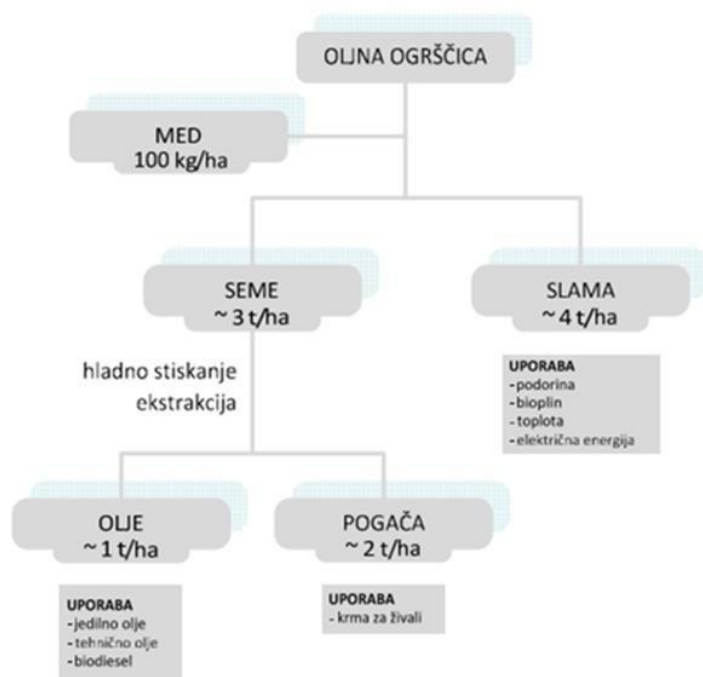 OLJNA OGRŠČICA
MED
100 kg/ha
SEME
~ 3 t/ha
SLAMA
~ 4 t/ha
UPORABA
- podorina
- bioplin
- toplota
- električna energija
hladno stiskanje
ekstrakcija
OLJE
~ 1 t/ha
POGAČA
~ 2 t/ha
UPORABA
- jedilno olje
- tehnično olje
- biodiesel
UPORABA
- krma za živali